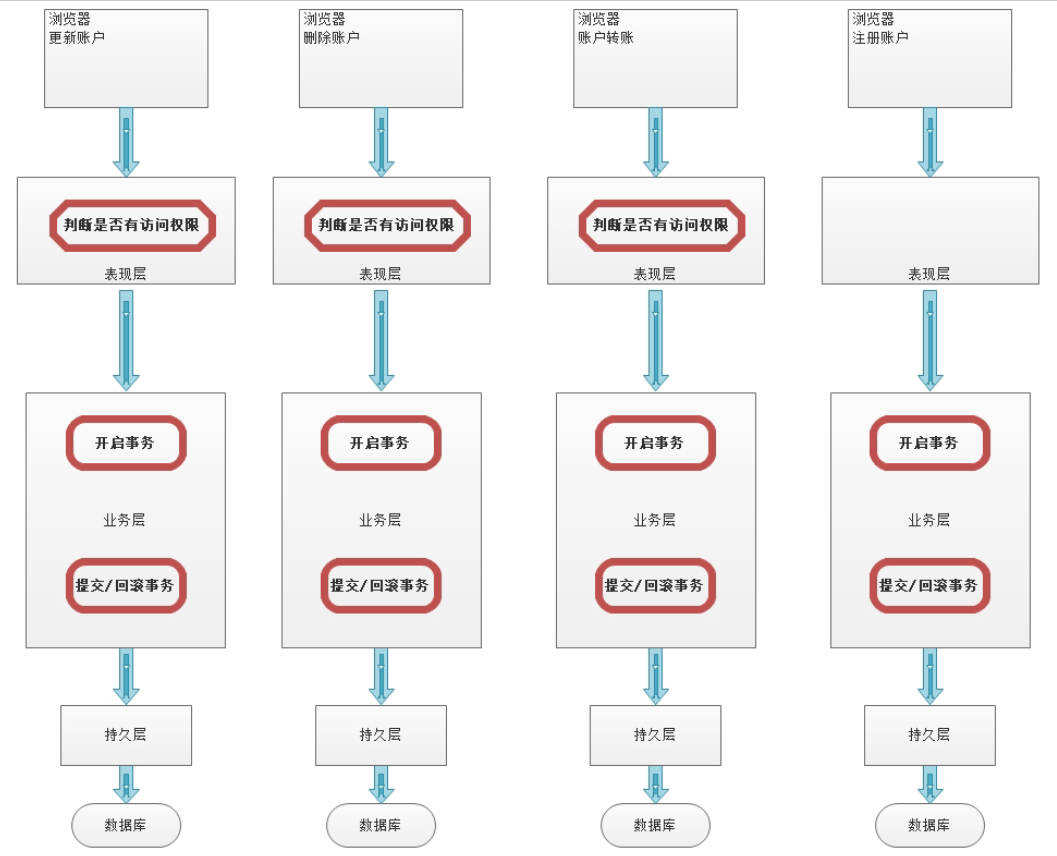 浏览器
更新账户
浏览器
删除账户
浏览器
账户转账
浏览器
注册账户
判断是否有访问权限
判断是否有访问权限
判断是否有访问权限
表现层
表现层
表现层
表现层
开启事务
开启事务
开启事务
开启事务
业务层
业务层
业务层
业务层
提交/回滚事务
提交/回滚事务
提交/回滚事务
提交/回滚事务
持久层
持久层
持久层
持久层
数据库
数据库
数据库
数据库